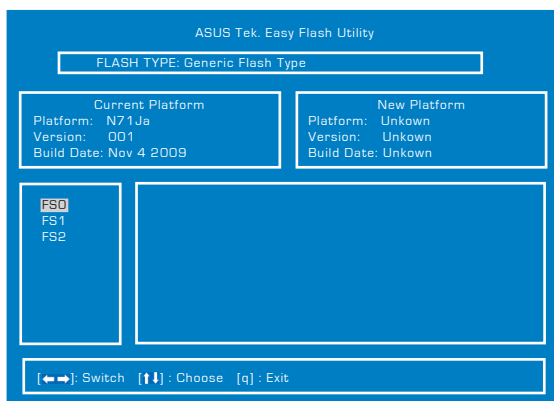 ASUS Tek. Easy Flash Utility
FLASH TYPE: Generic Flash Type
Current Platform
Platform: N71Ja
Version: 001
Build Date: Nov 4 2009
New Platform
Platform: Unkown
Version: Unkown
Build Date: Unkown
FS0
FS1
FS2
[←→]: Switch [↑↓] : Choose [q] : Exit